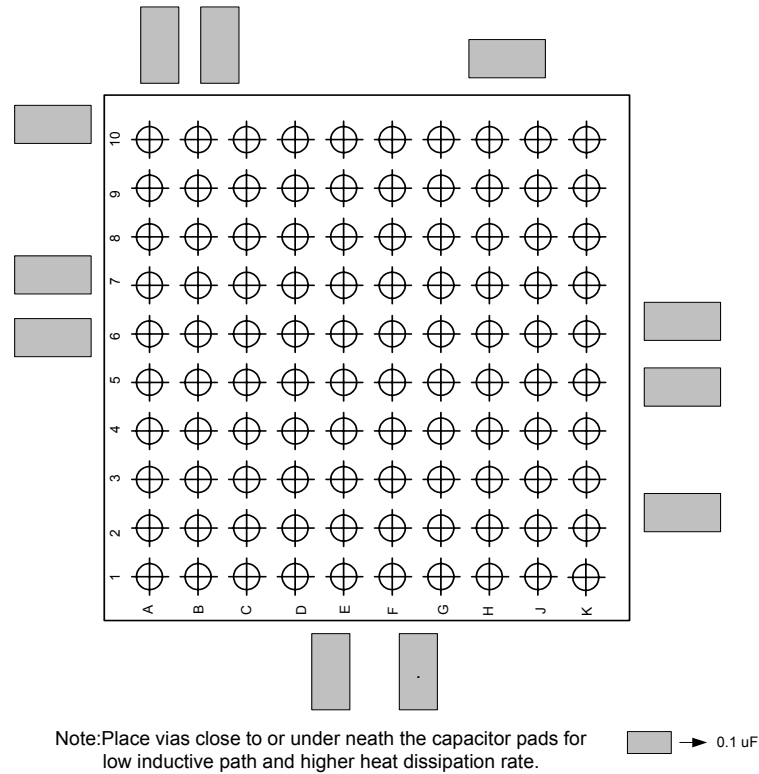 10
9
8
7
6
5
4
3
2
1
A B C D E F G H J K
Note:Place vias close to or under neath the capacitor pads for
low inductive path and higher heat dissipation rate.
0.1 uF